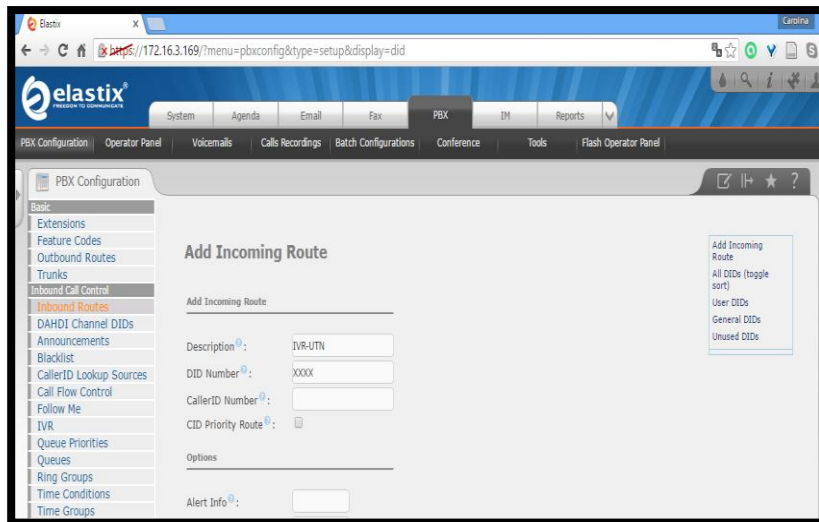 Elastix
Carolina
https://172.16.3.169/?menu=pbxconfig&type=setup&display=did
elastix®
FREEDOM TO COMMUNICATE
System Agenda Email Fax PBX IM Reports
PBX Configuration Operator Panel Voicemails Calls Recordings Batch Configurations Conference Tools Flash Operator Panel
PBX Configuration
Basic
Extensions
Feature Codes
Outbound Routes
Trunks
Inbound Call Control
Inbound Routes
DAHDI Channel DIDs
Announcements
Blacklist
CallerID Lookup Sources
Call Flow Control
Follow Me
IVR
Queue Priorities
Queues
Ring Groups
Time Conditions
Time Groups
Add Incoming Route
Add Incoming Route
Description : IVR-UTN
DID Number : XXXX
CallerID Number :
CID Priority Route :
Options
Alert Info :
Add Incoming
Route
All DIDs (toggle
sort)
User DIDs
General DIDs
Unused DIDs